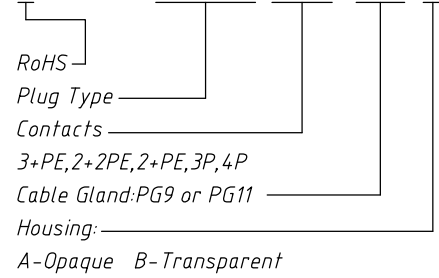 RoHS
Plug Type
Contacts
3+PE,2+2PE,2+PE,3P,4P
Cable Gland:PG9 or PG11
Housing:
A-Opaque B-Transparent